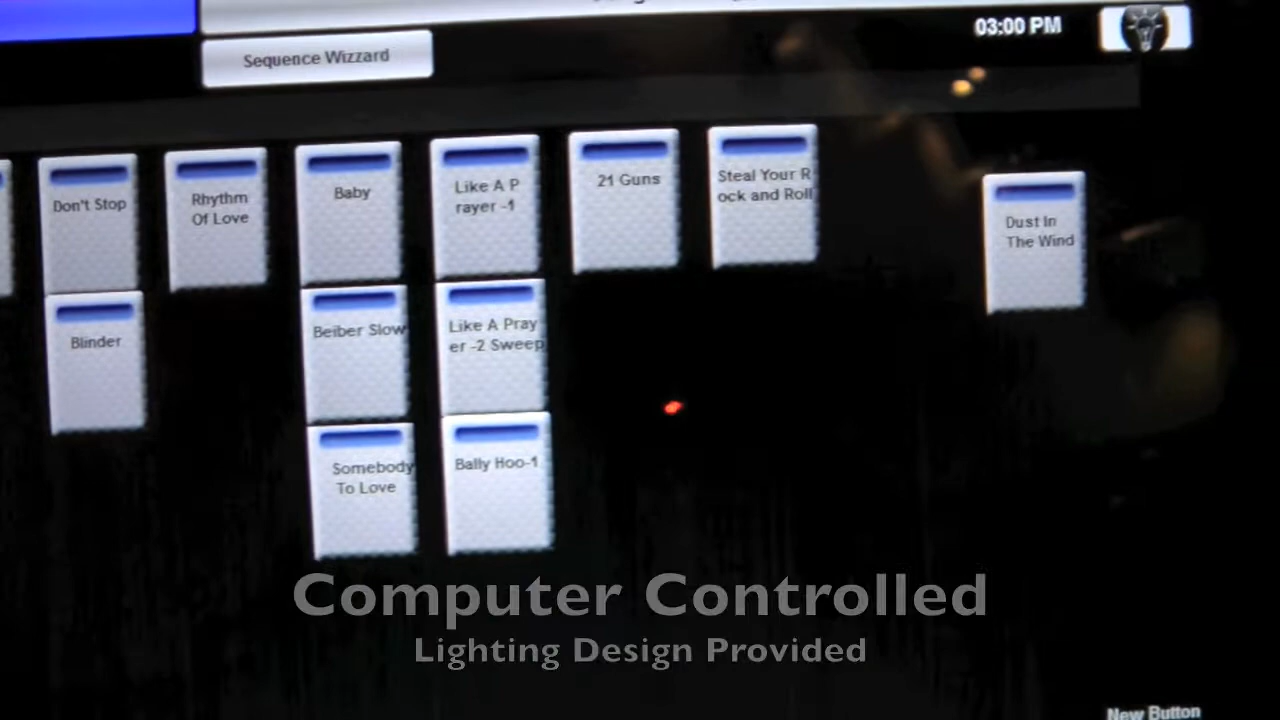 03:00 PM
Sequence Wizzard
Don't Stop
Rhythm
Of Love
Baby
Like A P
rayer -1
21 Guns
Steal Your R
ock and Roll
Dust In
The Wind
Blinder
Beiber Slow
Like A Pray
er -2 Sweep
Somebody
To Love
Bally Hoo-1
Computer Controlled
Lighting Design Provided
New Button